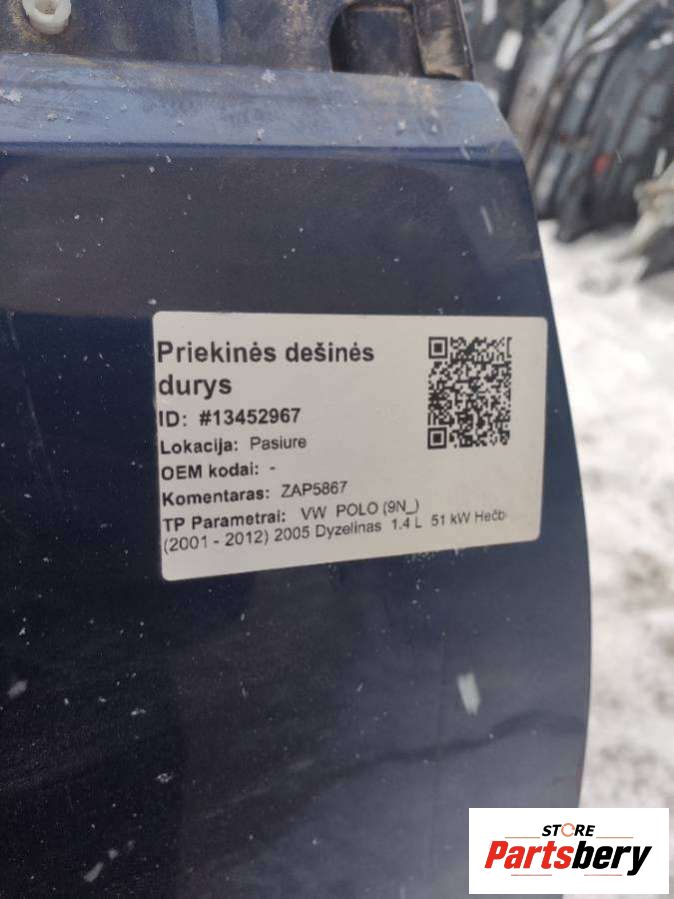 Priekinės dešinės
durys
ID: #13452967
Lokacija: Pasiure
OEM kodai: -
Komentaras: ZAP5867
TP Parametrai: VW POLO (9N_)
(2001 - 2012) 2005 Dyzelinas 1.4 L 51 kW Hečb
STORE
Partsbery